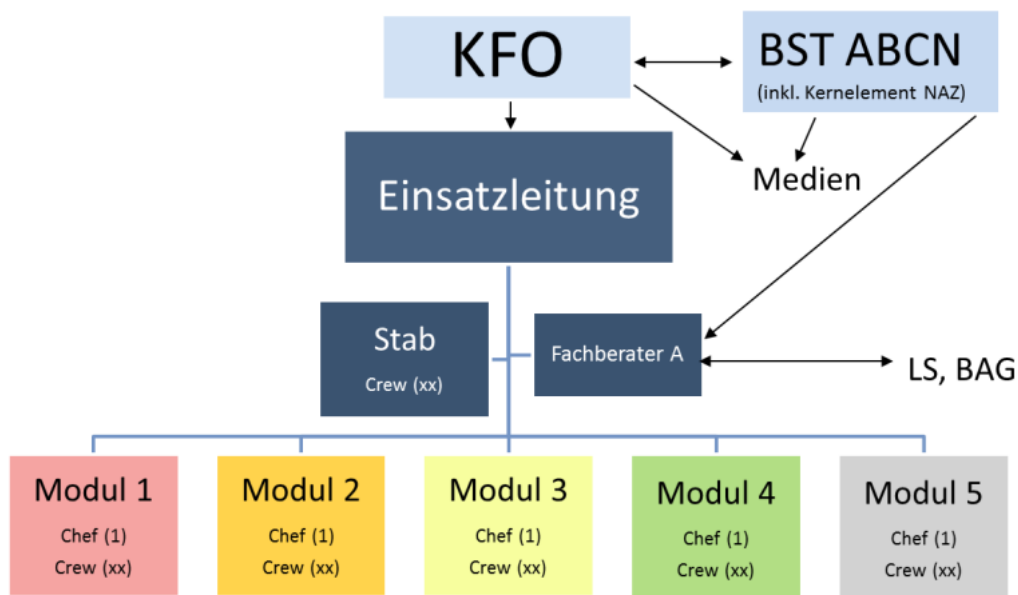 KFO
BST ABCN
(inkl. Kernelement NAZ)
Medien
Einsatzleitung
Stab
Crew (xx)
Fachberater A
LS, BAG
Modul 1
Chef (1)
Crew (xx)
Modul 2
Chef (1)
Crew (xx)
Modul 3
Chef (1)
Crew (xx)
Modul 4
Chef (1)
Crew (xx)
Modul 5
Chef (1)
Crew (xx)